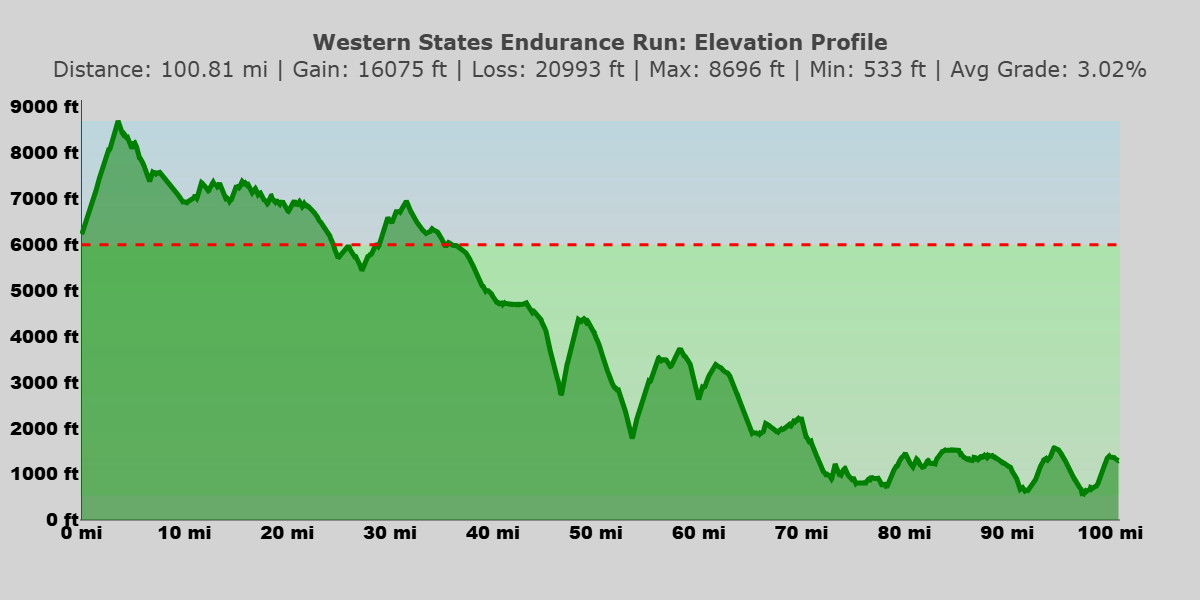 Western States Endurance Run: Elevation Profile
Distance: 100.81 mi | Gain: 16075 ft | Loss: 20993 ft | Max: 8696 ft | Min: 533 ft | Avg Grade: 3.02%
9000 ft
8000 ft
7000 ft
6000 ft
5000 ft
4000 ft
3000 ft
2000 ft
1000 ft
0 ft
0 mi 10 mi 20 mi 30 mi 40 mi 50 mi 60 mi 70 mi 80 mi 90 mi 100 mi